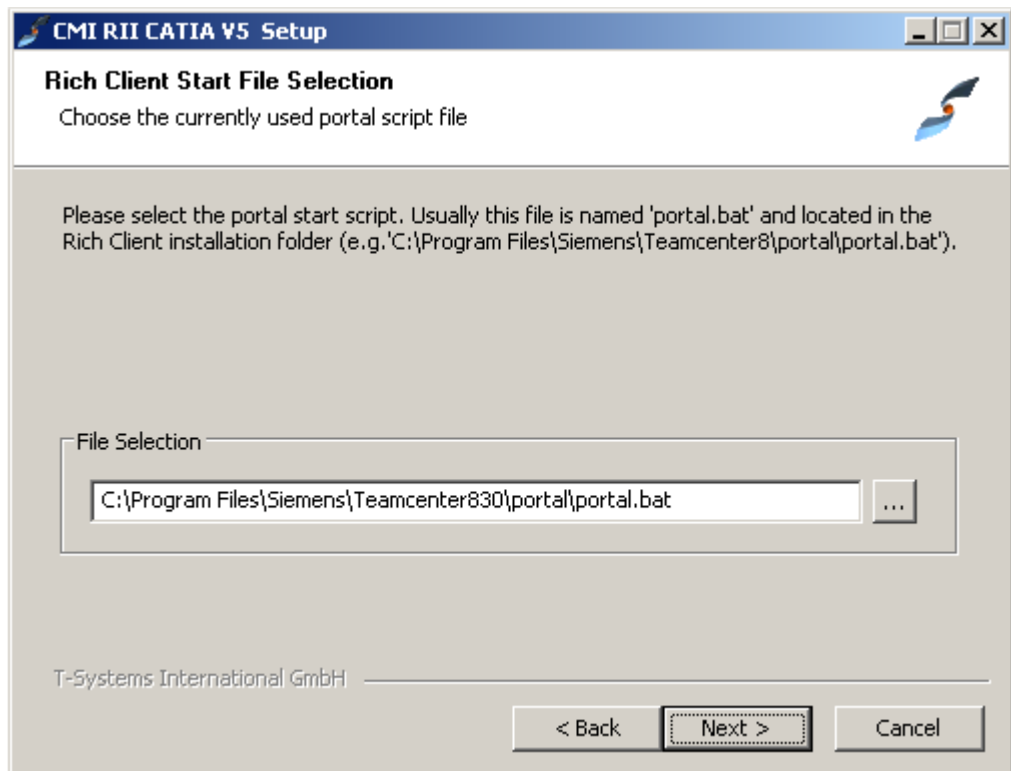 CMI RII CATIA V5 Setup
Rich Client Start File Selection
Choose the currently used portal script file
Please select the portal start script. Usually this file is named 'portal.bat' and located in the
Rich Client installation folder (e.g.'C:\Program Files\Siemens\Teamcenter8\portal\portal.bat').
File Selection
C:\Program Files\Siemens\Teamcenter830\portal\portal.bat
...
T-Systems International GmbH
< Back
Next >
Cancel